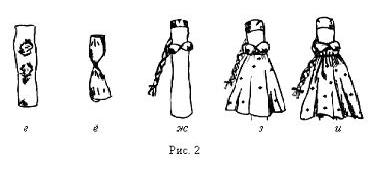 г е ж з и
Рис. 2